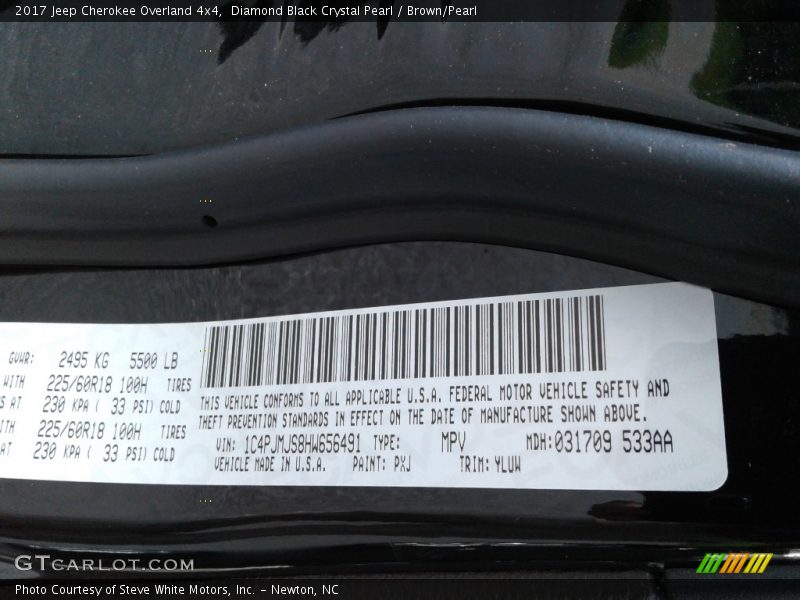 2017 Jeep Cherokee Overland 4x4, Diamond Black Crystal Pearl / Brown/Pearl
GVWR: 2495 KG 5500 LB
WITH 225/60R18 100H TIRES
AT 230 KPA ( 33 PSI) COLD
225/60R18 100H TIRES
AT 230 KPA ( 33 PSI) COLD
THIS VEHICLE CONFORMS TO ALL APPLICABLE U.S.A. FEDERAL MOTOR VEHICLE SAFETY AND
THEFT PREVENTION STANDARDS IN EFFECT ON THE DATE OF MANUFACTURE SHOWN ABOVE.
VIN: 1C4PJMJS8HW656491 TYPE: MPV MDH:031709 533AA
VEHICLE MADE IN U.S.A. PAINT: PXJ TRIM: YLUW
GTCARLOT.COM
Photo Courtesy of Steve White Motors, Inc. – Newton, NC